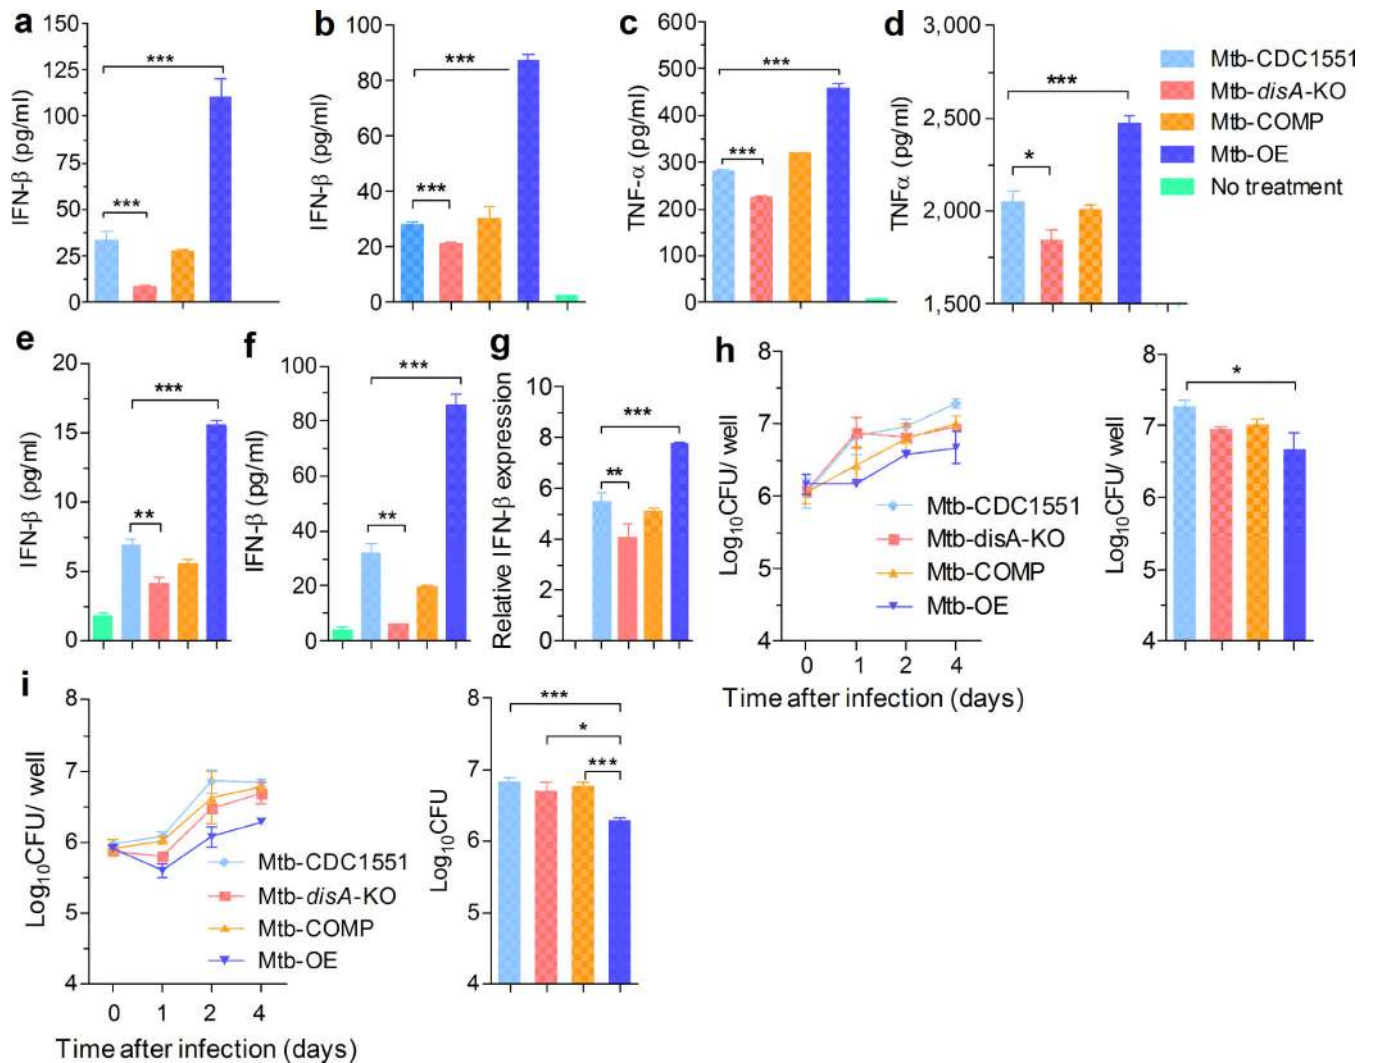 a
150
125
100
75
50
25
0
IFN-β (pg/ml)
***
***
b
100
80
60
40
20
0
IFN-β (pg/ml)
***
***
c
600
500
400
300
200
100
0
TNF-α (pg/ml)
***
***
d
3,000
2,500
2,000
1,500
TNFα (pg/ml)
***
*
Mtb-CDC1551
Mtb-disA-KO
Mtb-COMP
Mtb-OE
No treatment
e
20
15
10
5
0
IFN-β (pg/ml)
***
**
f
100
80
60
40
20
0
IFN-β (pg/ml)
***
**
g
10
8
6
4
2
0
Relative IFN-β expression
***
**
h
8
7
6
5
4
Log10CFU/ well
0 1 2 4
Time after infection (days)
Mtb-CDC1551
Mtb-disA-KO
Mtb-COMP
Mtb-OE
8
7
6
5
4
Log10CFU/ well
*
i
8
7
6
5
4
Log10CFU/ well
0 1 2 4
Time after infection (days)
Mtb-CDC1551
Mtb-disA-KO
Mtb-COMP
Mtb-OE
8
7
6
5
4
Log10CFU
***
*
***